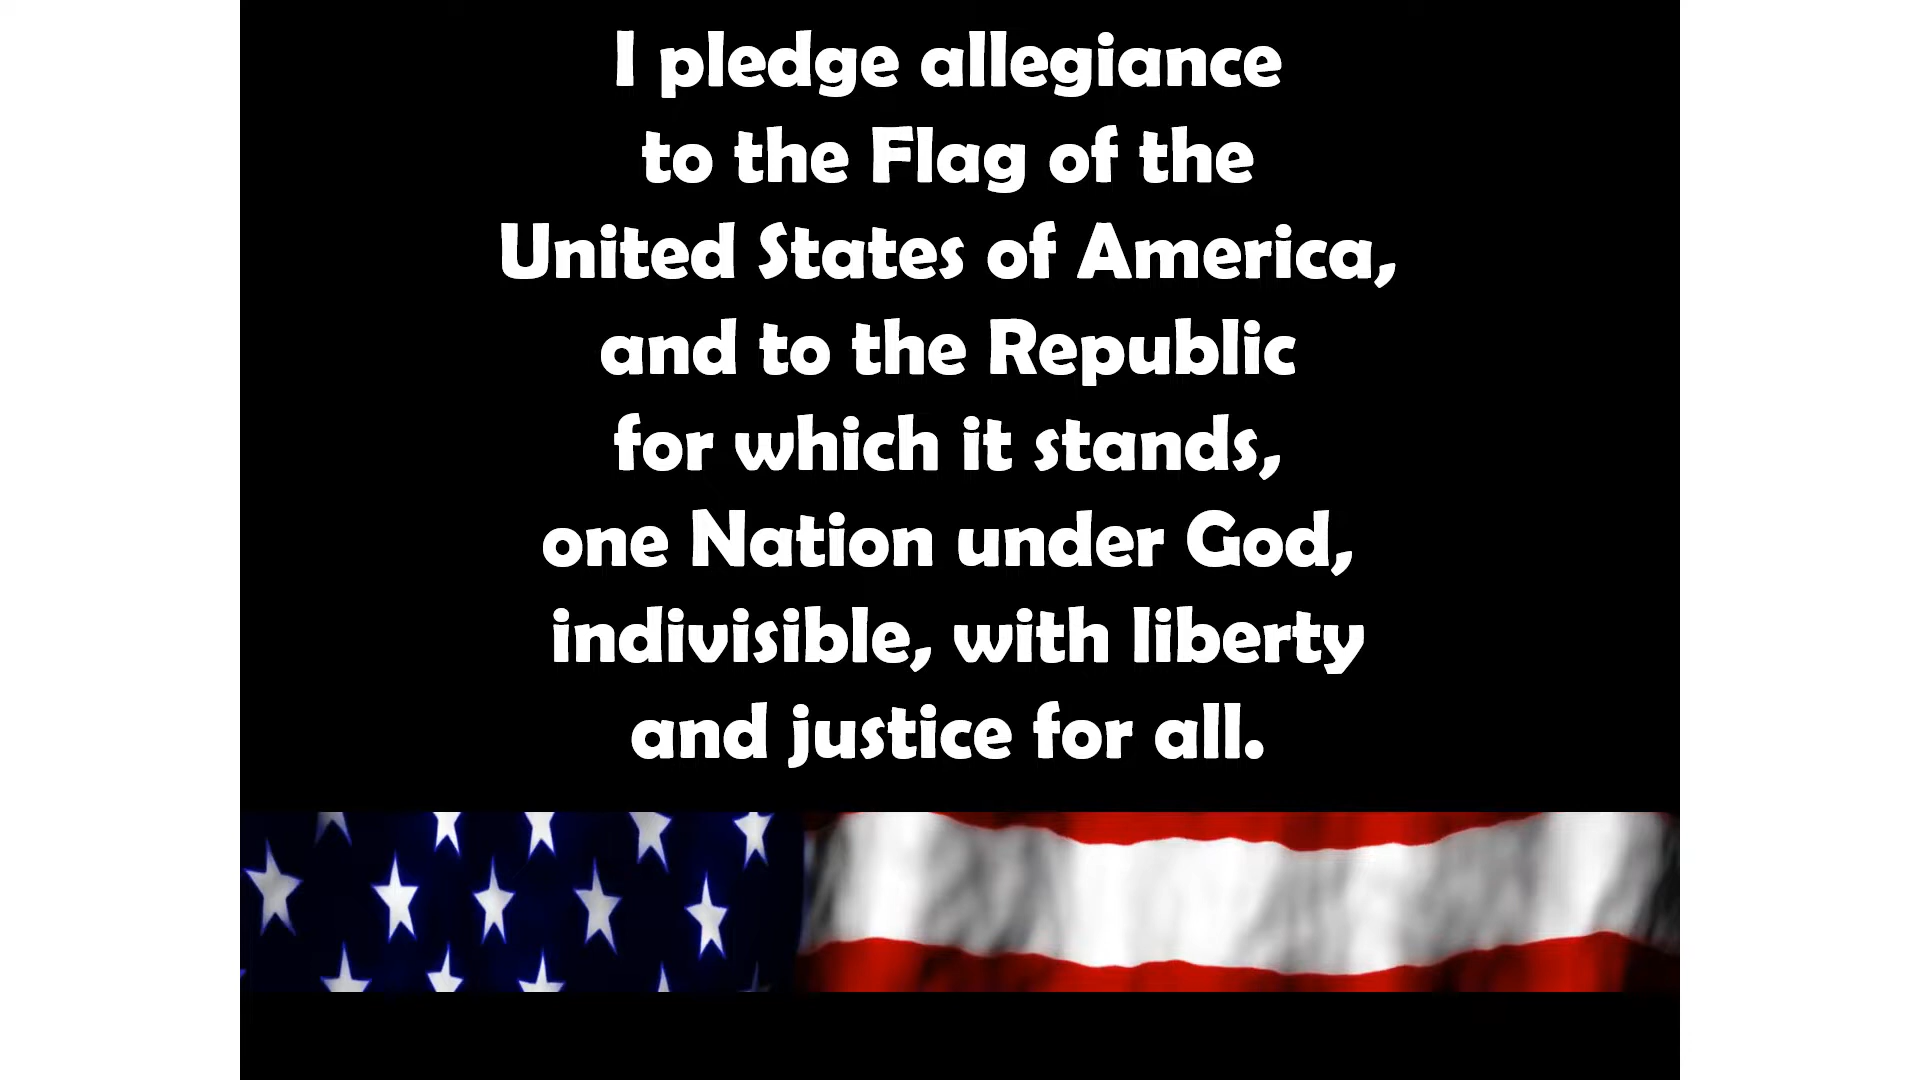 I pledge allegiance
to the Flag of the
United States of America,
and to the Republic
for which it stands,
one Nation under God,
indivisible, with liberty
and justice for all.